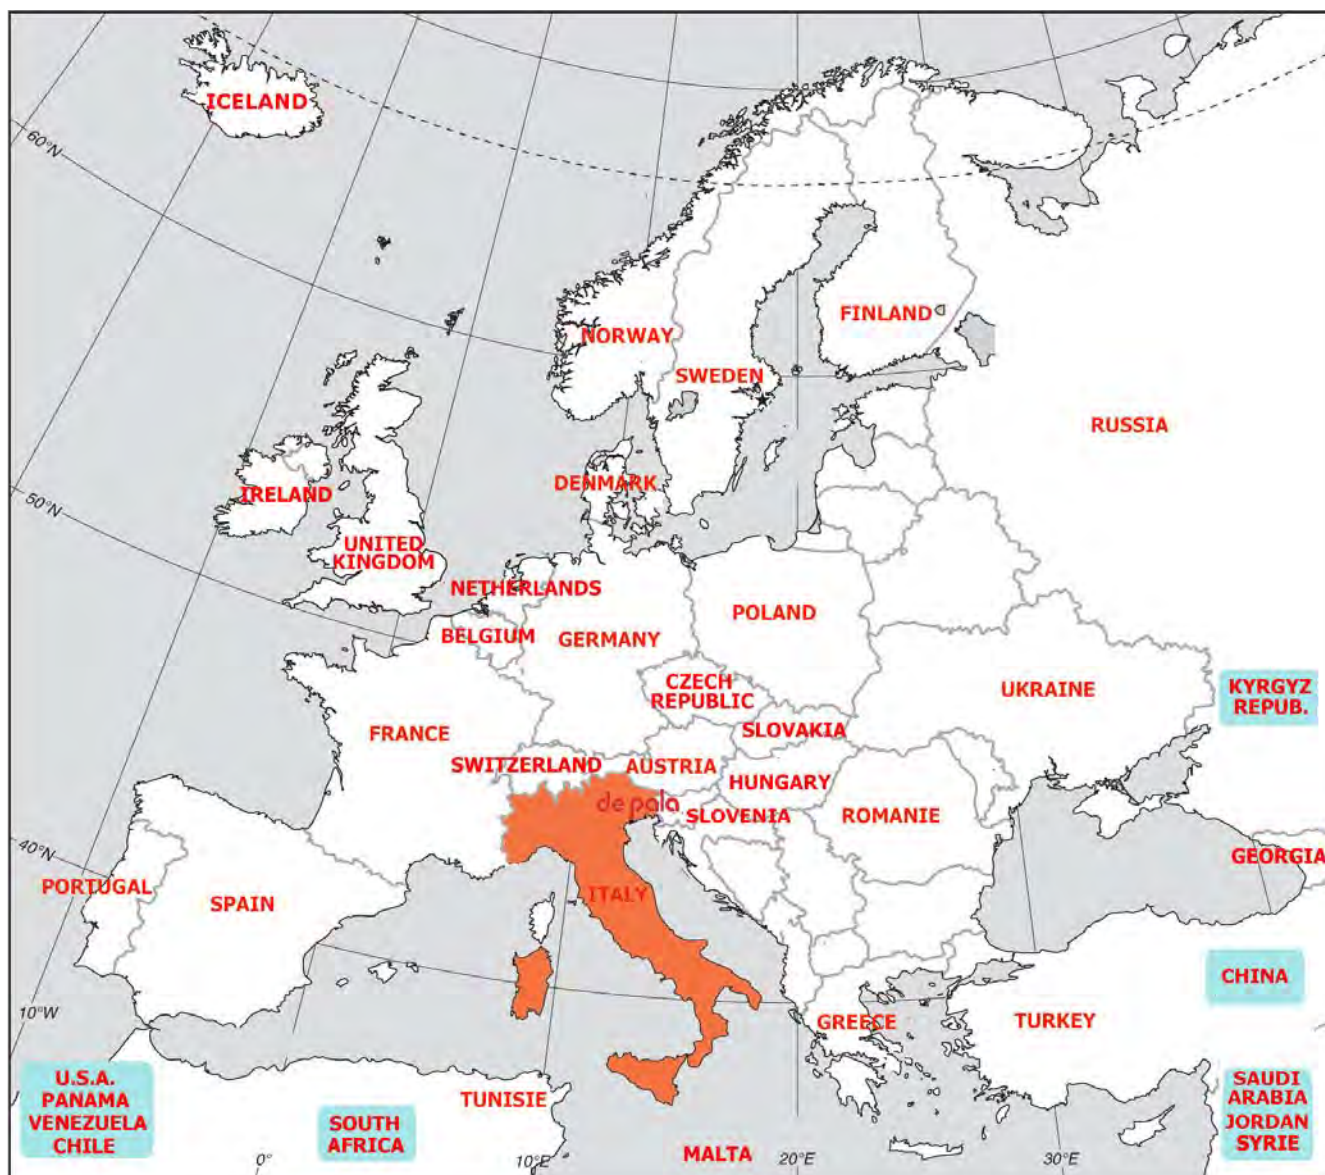 ICELAND
60°N
FINLAND
NORWAY
SWEDEN
RUSSIA
DENMARK
IRELAND
50°N
UNITED
KINGDOM
NETHERLANDS
BELGIUM
GERMANY
POLAND
CZECH
REPUBLIC
UKRAINE
KYRGYZ
REPUB.
FRANCE
SLOVAKIA
SWITZERLAND
AUSTRIA
HUNGARY
de pala
SLOVENIA
ROMANIE
40°N
GEORGIA
PORTUGAL
SPAIN
ITALY
CHINA
10°W
GREECE
TURKEY
U.S.A.
PANAMA
VENEZUELA
CHILE
SOUTH
AFRICA
TUNISIE
SAUDI
ARABIA
JORDAN
SYRIE
MALTA
0°
10°E
20°E
30°E